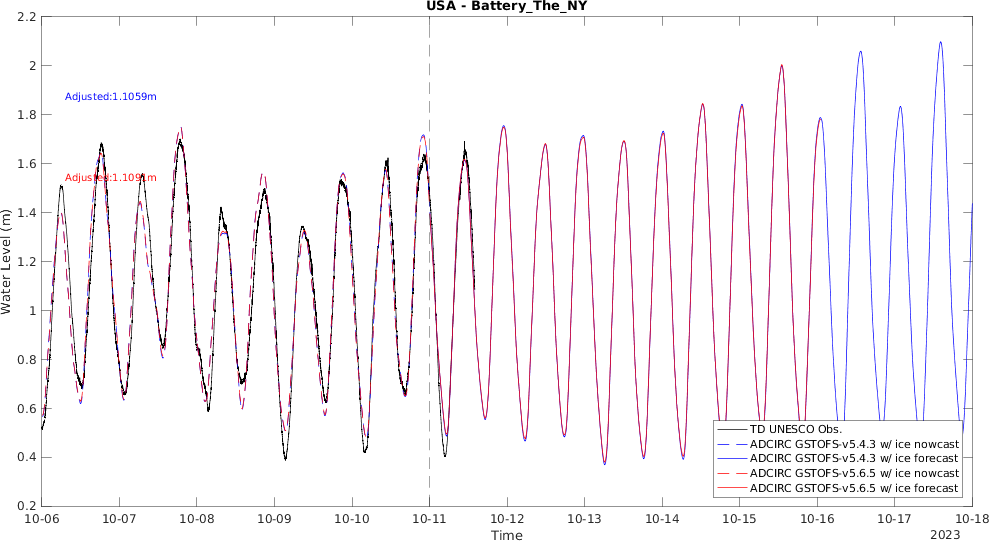 USA - Battery_The_NY
2.2
2
1.8
1.6
1.4
1.2
1
0.8
0.6
0.4
0.2
Water Level (m)
Adjusted:1.1059m
Adjusted:1.1091m
TD UNESCO Obs.
ADCIRC GSTOFS-v5.4.3 w/ ice nowcast
ADCIRC GSTOFS-v5.4.3 w/ ice forecast
ADCIRC GSTOFS-v5.6.5 w/ ice nowcast
ADCIRC GSTOFS-v5.6.5 w/ ice forecast
10-06 10-07 10-08 10-09 10-10 10-11 10-12 10-13 10-14 10-15 10-16 10-17 10-18
Time
2023